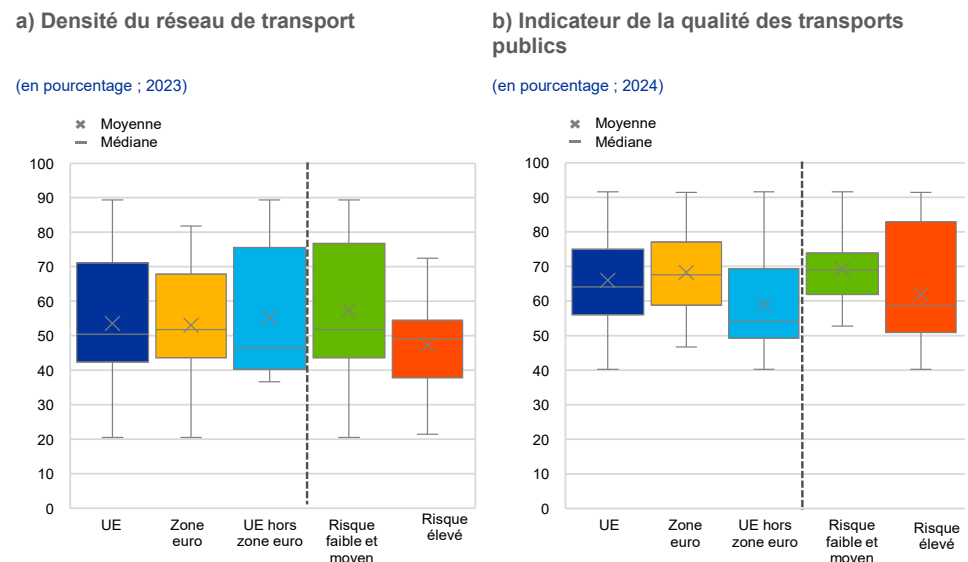 a) Densité du réseau de transport
(en pourcentage ; 2023)
Moyenne
Médiane
100
90
80
70
60
50
40
30
20
10
0
UE
Zone
euro
UE hors
zone euro
Risque
faible et
moyen
Risque
élevé
b) Indicateur de la qualité des transports
publics
(en pourcentage ; 2024)
Moyenne
Médiane
100
90
80
70
60
50
40
30
20
10
0
UE
Zone
euro
UE hors
zone euro
Risque
faible et
moyen
Risque
élevé